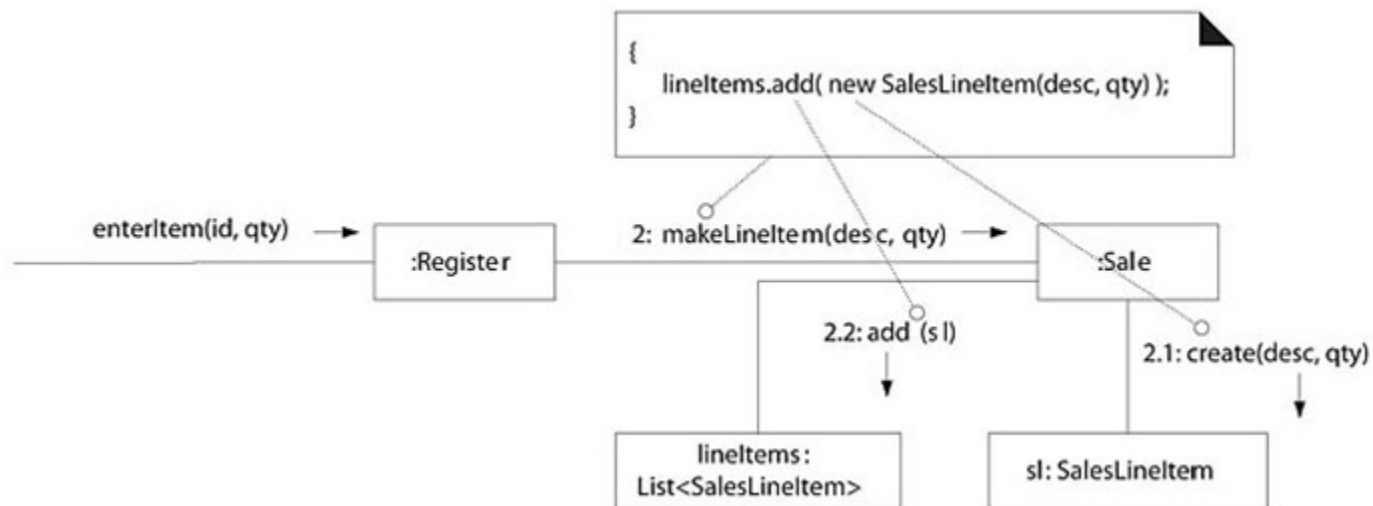 {
lineItems.add( new SalesLineItem(desc, qty) );
}
enterItem(id, qty)
2: makeLineItem(desc, qty)
:Register
:Sale
2.2: add (sl)
2.1: create(desc, qty)
lineItems:
List<SalesLineItem>
sl: SalesLineItem